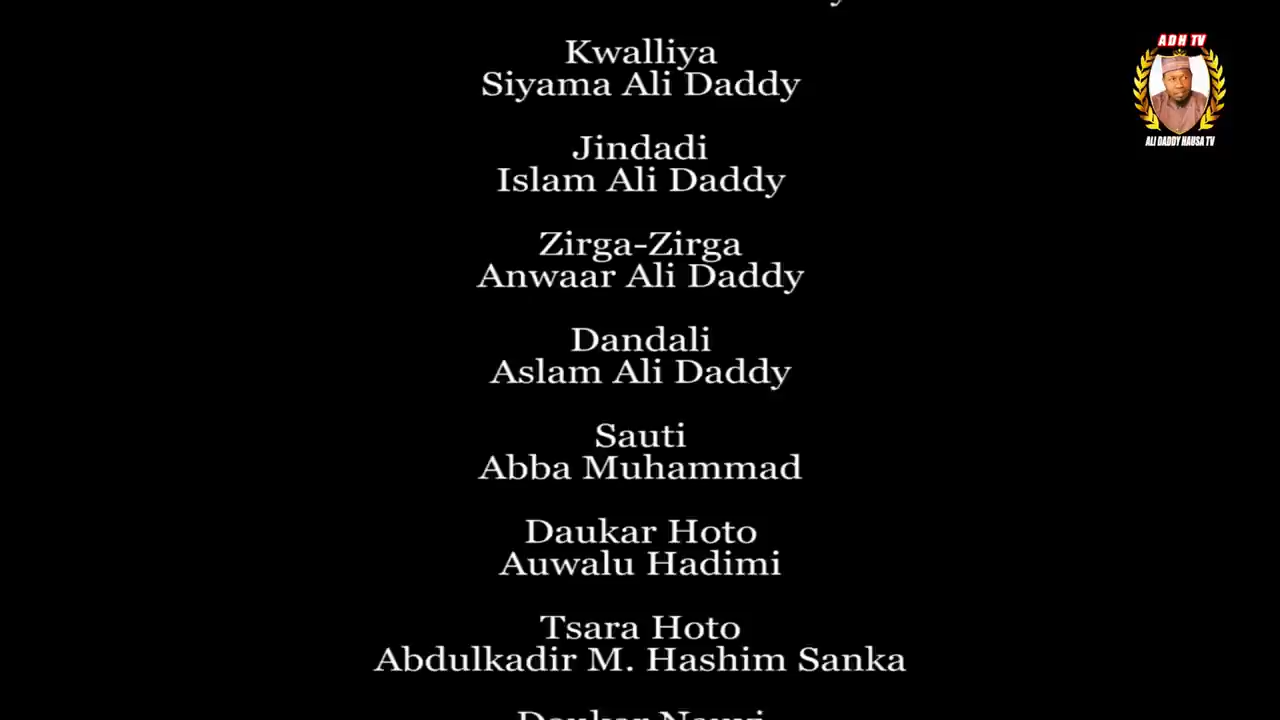 ADH TV
ALI DADDY HAUSA TV
Kwalliya
Siyama Ali Daddy
Jindadi
Islam Ali Daddy
Zirga-Zirga
Anwaar Ali Daddy
Dandali
Aslam Ali Daddy
Sauti
Abba Muhammad
Daukar Hoto
Auwalu Hadimi
Tsara Hoto
Abdulkadir M. Hashim Sanka